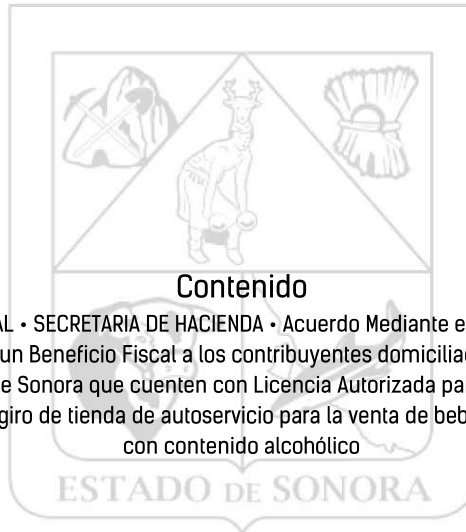 Contenido
AL • SECRETARIA DE HACIENDA • Acuerdo Mediante e
un Beneficio Fiscal a los contribuyentes domicilia
e Sonora que cuenten con Licencia Autorizada pa
giro de tienda de autoservicio para la venta de beb
con contenido alcohólico
ESTADO DE SONORA